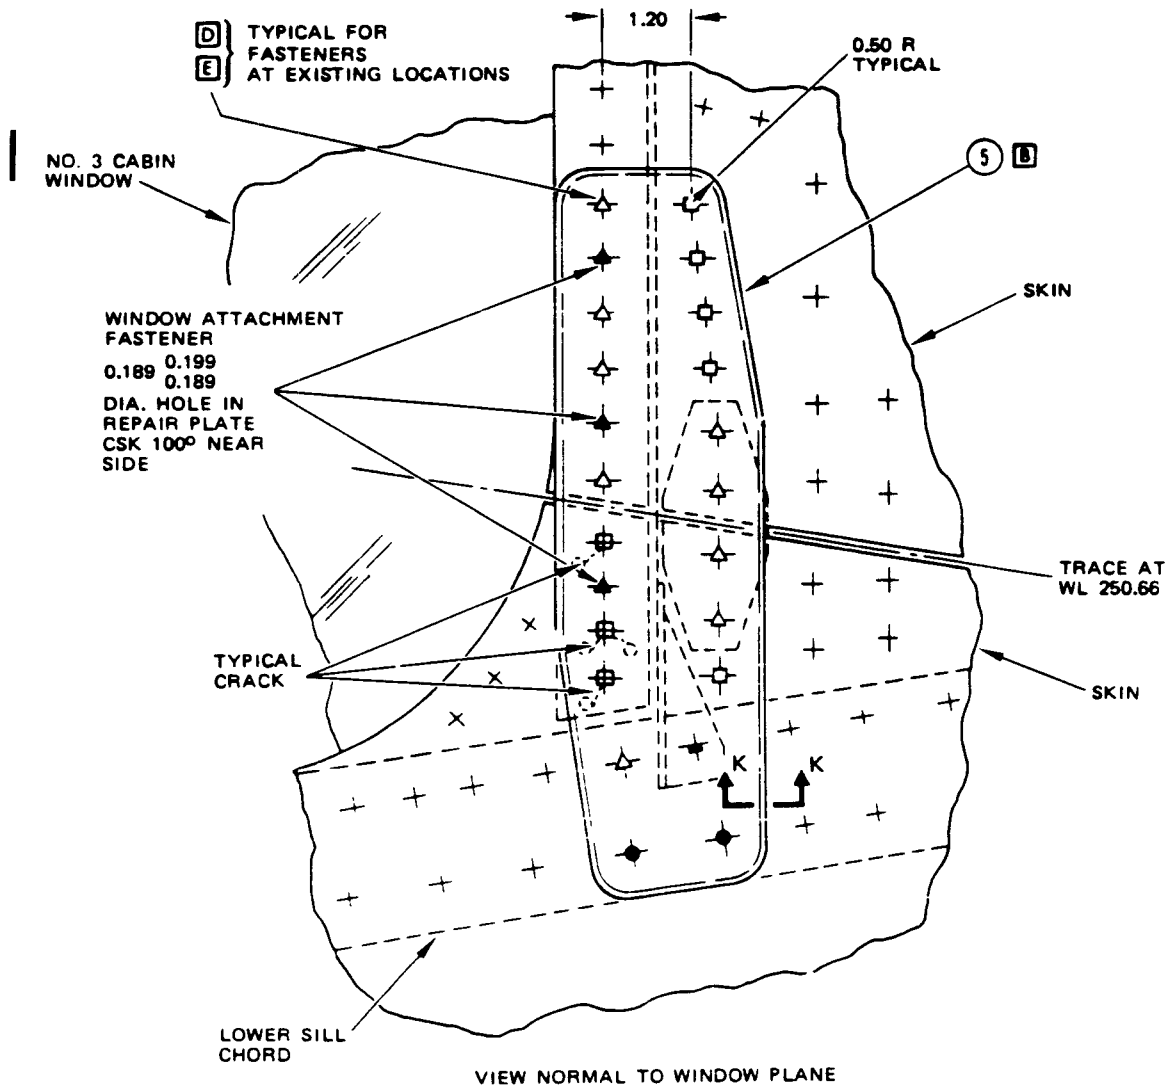 1.20
D TYPICAL FOR
FASTENERS
E AT EXISTING LOCATIONS
0.50 R
TYPICAL
5 B
NO. 3 CABIN
WINDOW
SKIN
WINDOW ATTACHMENT
FASTENER
0.189 0.199
0.189
DIA. HOLE IN
REPAIR PLATE
CSK 100º NEAR
SIDE
TRACE AT
WL 250.66
TYPICAL
CRACK
SKIN
K K
LOWER SILL
CHORD
VIEW NORMAL TO WINDOW PLANE